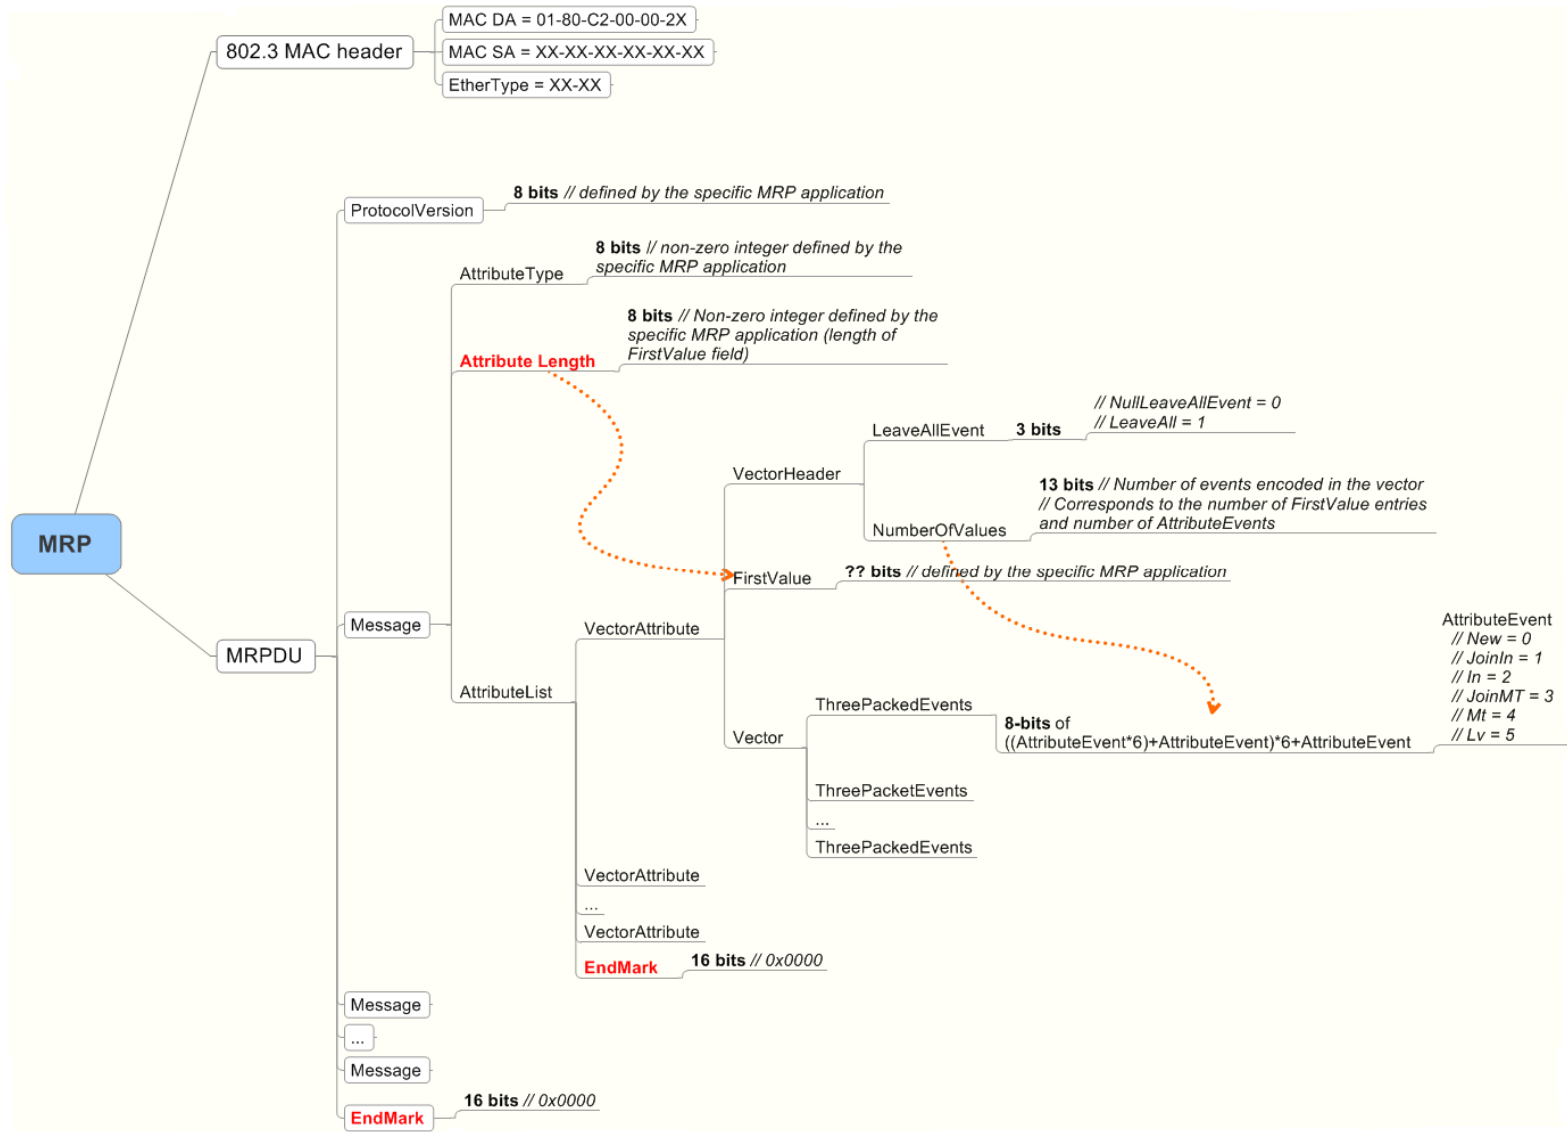 MAC DA = 01-80-C2-00-00-2X
802.3 MAC header
MAC SA = XX-XX-XX-XX-XX-XX
EtherType = XX-XX
8 bits // defined by the specific MRP application
ProtocolVersion
8 bits // non-zero integer defined by the
specific MRP application
AttributeType
8 bits // Non-zero integer defined by the
specific MRP application (length of
FirstValue field)
Attribute Length
// NullLeaveAllEvent = 0
// LeaveAll = 1
LeaveAllEvent
3 bits
VectorHeader
13 bits // Number of events encoded in the vector
// Corresponds to the number of FirstValue entries
and number of AttributeEvents
NumberOfValues
MRP
FirstValue
?? bits // defined by the specific MRP application
Message
VectorAttribute
AttributeEvent
// New = 0
// JoinIn = 1
// In = 2
// JoinMT = 3
// Mt = 4
// Lv = 5
MRPDU
AttributeList
ThreePackedEvents
8-bits of
((AttributeEvent*6)+AttributeEvent)*6+AttributeEvent
Vector
ThreePacketEvents
...
ThreePackedEvents
VectorAttribute
...
VectorAttribute
EndMark
16 bits // 0x0000
Message
...
Message
16 bits // 0x0000
EndMark